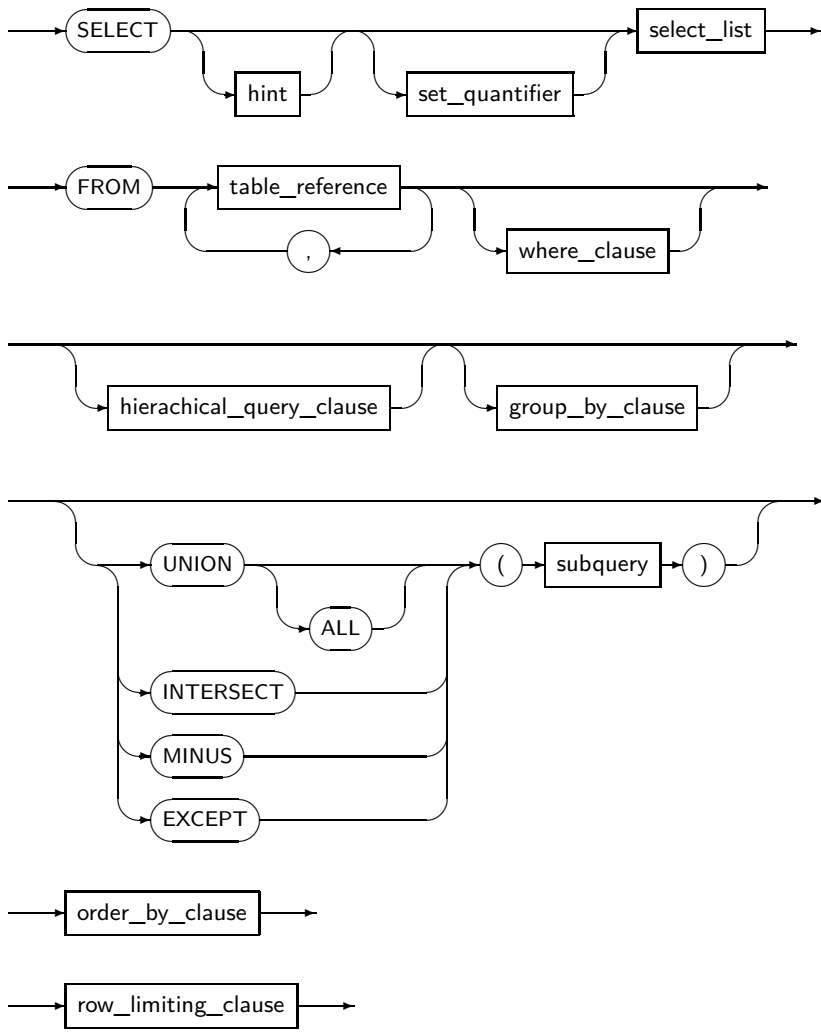 SELECT hint set_quantifier select_list
FROM table_reference , where_clause
hierachical_query_clause group_by_clause
UNION ALL ( subquery )
INTERSECT
MINUS
EXCEPT
order_by_clause
row_limiting_clause